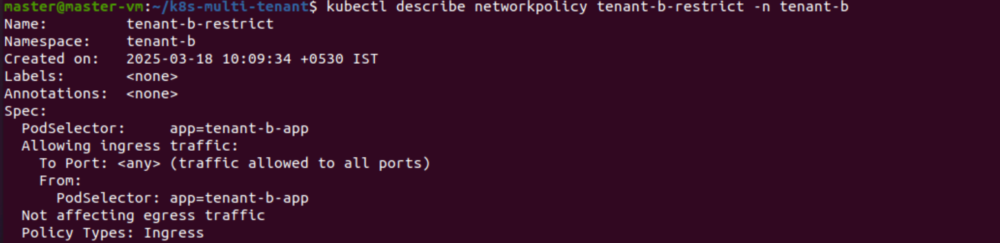 master@master-vm:~/k8s-multi-tenant$ kubectl describe networkpolicy tenant-b-restrict -n tenant-b
Name:         tenant-b-restrict
Namespace:    tenant-b
Created on:   2025-03-18 10:09:34 +0530 IST
Labels:       <none>
Annotations:  <none>
Spec:
  PodSelector:     app=tenant-b-app
  Allowing ingress traffic:
    To Port: <any> (traffic allowed to all ports)
    From:
      PodSelector: app=tenant-b-app
  Not affecting egress traffic
  Policy Types: Ingress